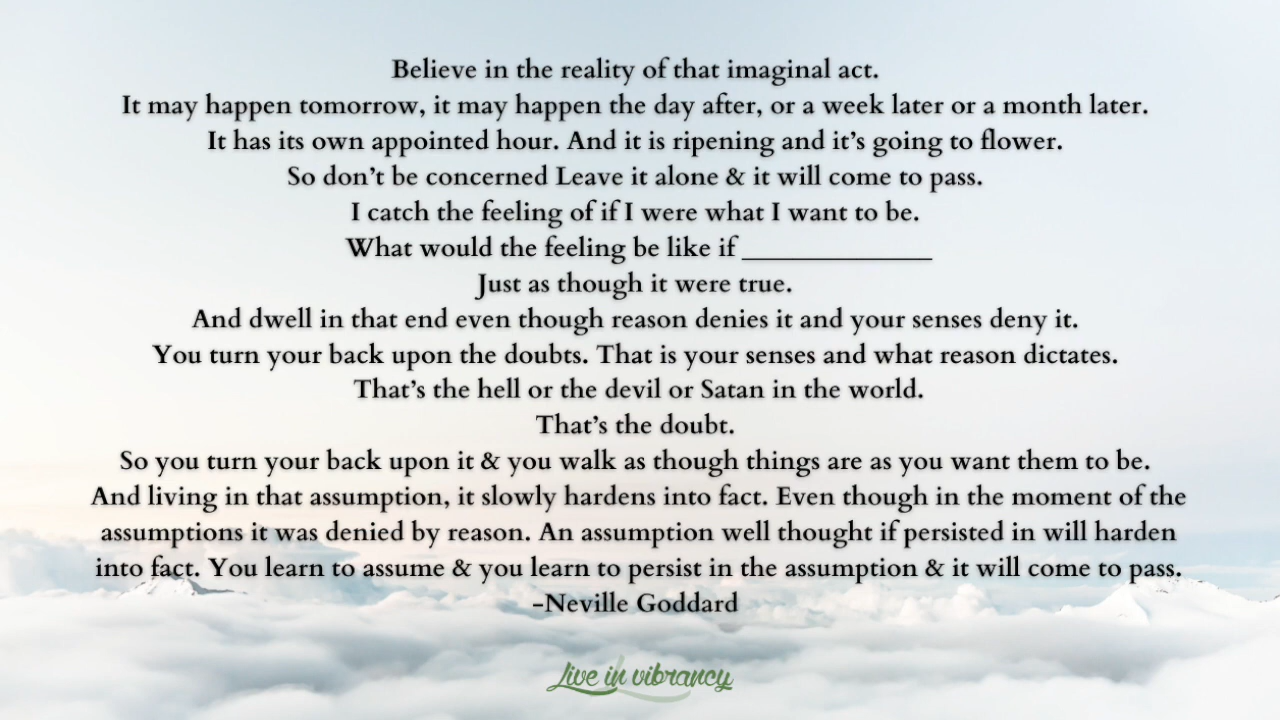 Believe in the reality of that imaginal act.
It may happen tomorrow, it may happen the day after, or a week later or a month later.
It has its own appointed hour. And it is ripening and it’s going to flower.
So don’t be concerned Leave it alone & it will come to pass.
I catch the feeling of if I were what I want to be.
What would the feeling be like if _____________
Just as though it were true.
And dwell in that end even though reason denies it and your senses deny it.
You turn your back upon the doubts. That is your senses and what reason dictates.
That’s the hell or the devil or Satan in the world.
That’s the doubt.
So you turn your back upon it & you walk as though things are as you want them to be.
And living in that assumption, it slowly hardens into fact. Even though in the moment of the
assumptions it was denied by reason. An assumption well thought if persisted in will harden
into fact. You learn to assume & you learn to persist in the assumption & it will come to pass.
-Neville Goddard
Live in vibrancy